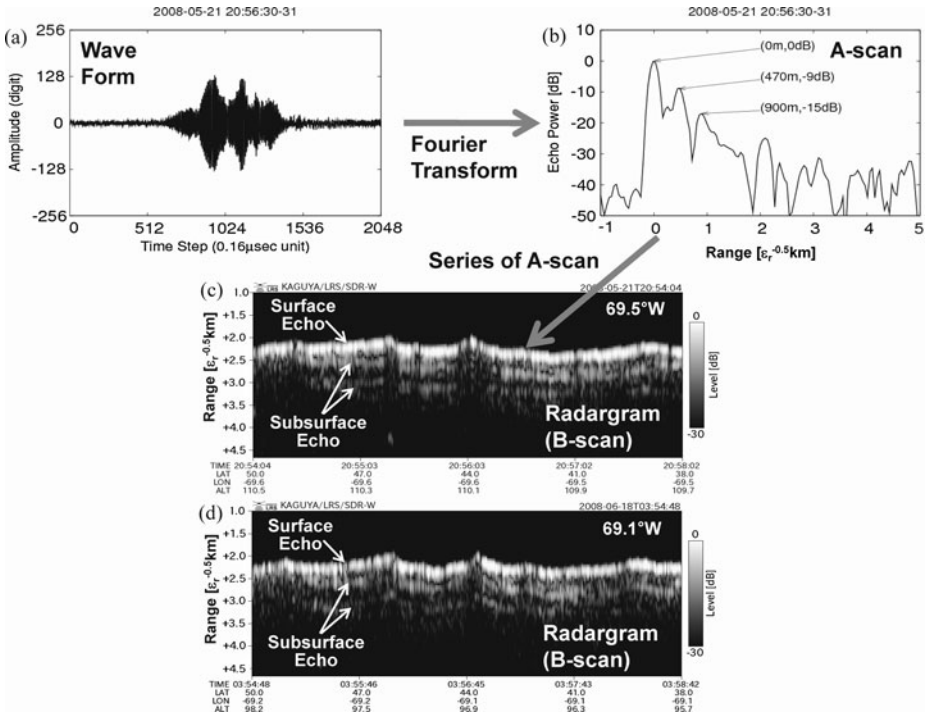 2008-05-21 20:56:30-31
(a)
Wave
Form
Amplitude (digit)
256
128
0
-128
-256
0
512
1024
1536
2048
Time Step (0.16μsec unit)
Fourier
Transform
2008-05-21 20:56:30-31
(b)
A-scan
(0m,0dB)
(470m,-9dB)
(900m,-15dB)
Echo Power [dB]
10
0
-10
-20
-30
-40
-50
-1
0
1
2
3
4
5
Range [εr-0.5km]
Series of A-scan
(c)
KAGUYA/LRS/SDR-W
2008-05-21T20:54:04
69.5°W
Surface
Echo
Subsurface
Echo
Radargram
(B-scan)
Range [εr-0.5km]
1.0
+1.5
+2.0
+2.5
+3.0
+3.5
+4.0
+4.5
0
Level [dB]
-30
TIME 20:54:04 20:55:03 20:56:03 20:57:02 20:58:02
LAT 50.0 47.0 44.0 41.0 38.0
LON -69.6 -69.6 -69.6 -69.5 -69.5
ALT 110.5 110.3 110.1 109.9 109.7
(d)
KAGUYA/LRS/SDR-W
2008-06-18T03:54:48
69.1°W
Surface
Echo
Subsurface
Echo
Radargram
(B-scan)
Range [εr-0.5km]
1.0
+1.5
+2.0
+2.5
+3.0
+3.5
+4.0
+4.5
0
Level [dB]
-30
TIME 03:54:48 03:55:46 03:56:45 03:57:43 03:58:42
LAT 50.0 47.0 44.0 41.0 38.0
LON -69.2 -69.2 -69.1 -69.1 -69.1
ALT 98.2 97.5 96.9 96.3 95.7